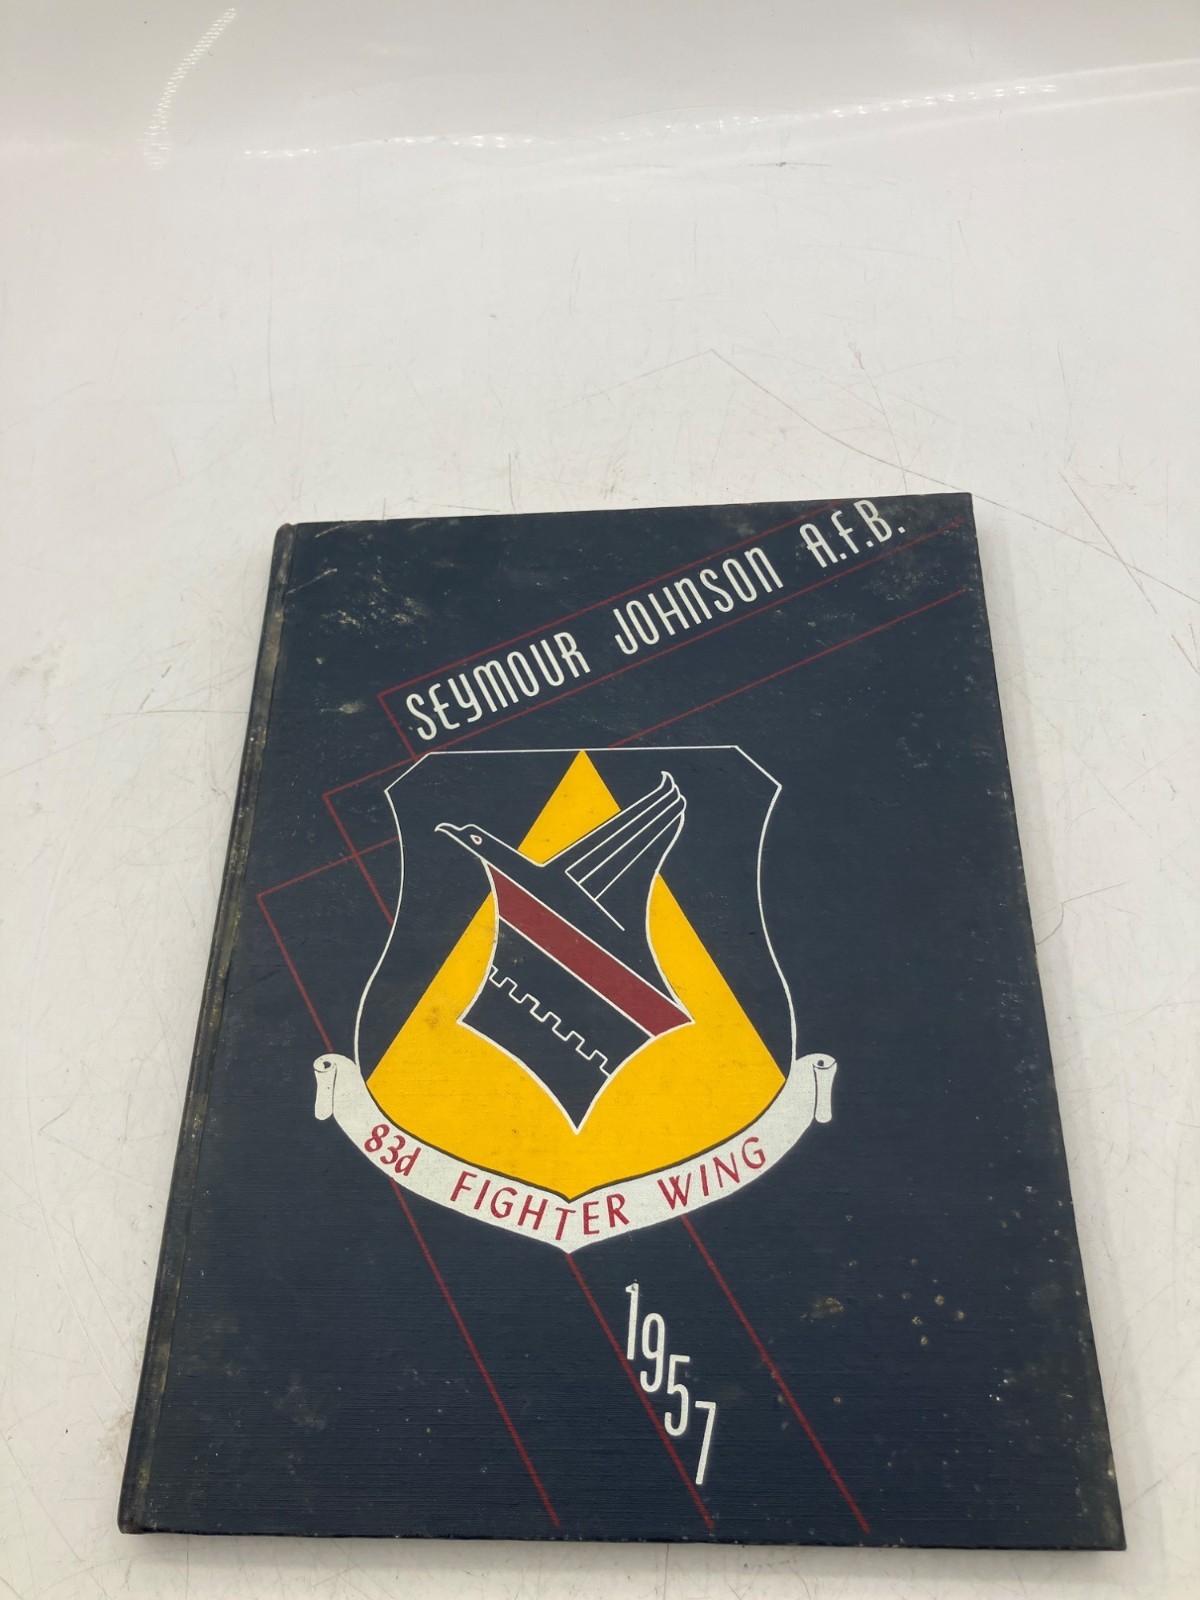 SEYMOUR JOHNSON A.F.B.
83d FIGHTER WING
1957